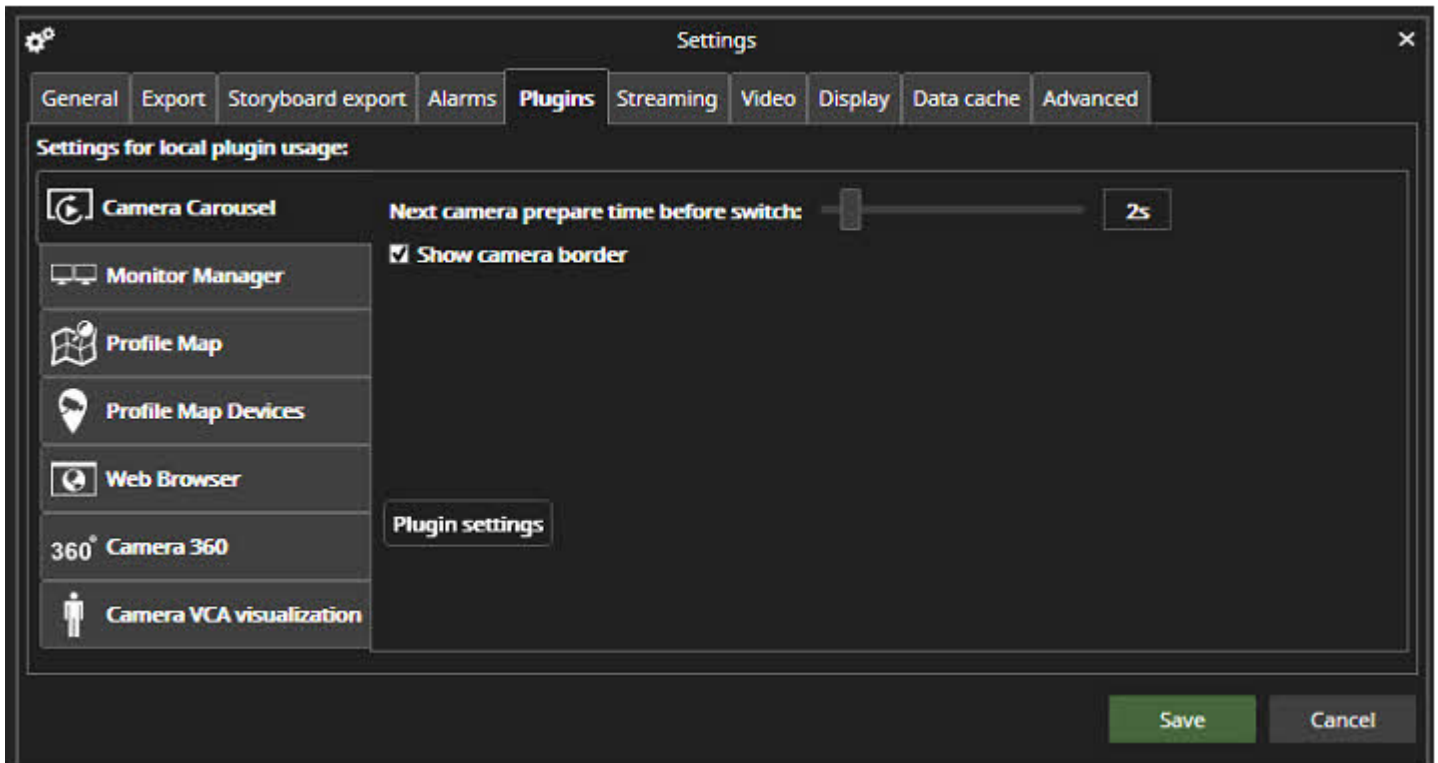 Settings
General Export Storyboard export Alarms Plugins Streaming Video Display Data cache Advanced
Settings for local plugin usage:
Camera Carousel
Next camera prepare time before switch: 2s
Show camera border
Monitor Manager
Profile Map
Profile Map Devices
Web Browser
Plugin settings
360° Camera 360
Camera VCA visualization
Save Cancel